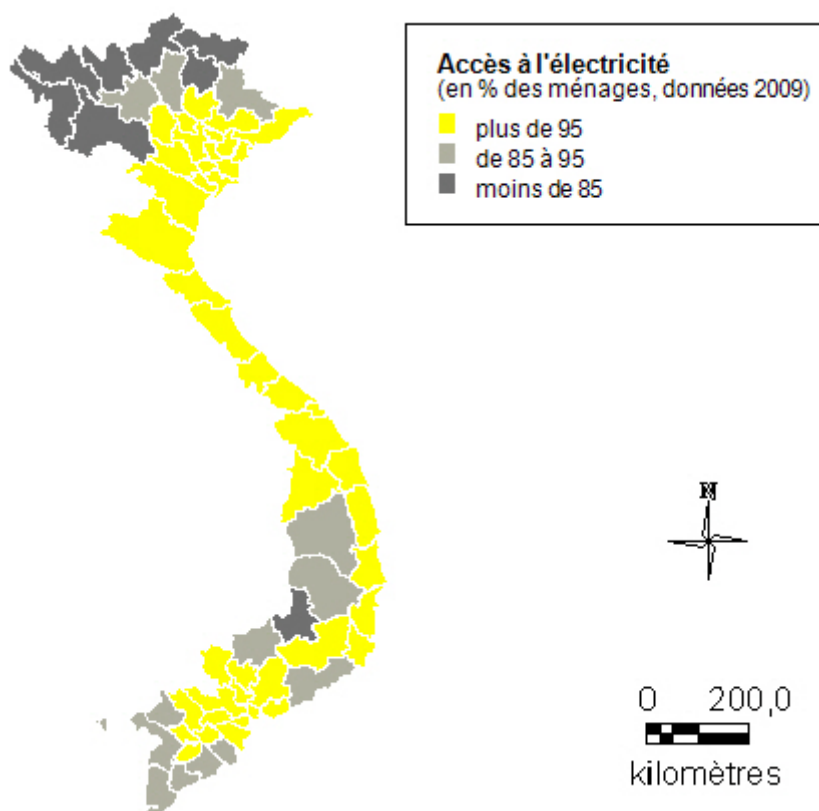 Accès à l'électricité
(en % des ménages, données 2009)
plus de 95
de 85 à 95
moins de 85
N
0 200,0
kilomètres